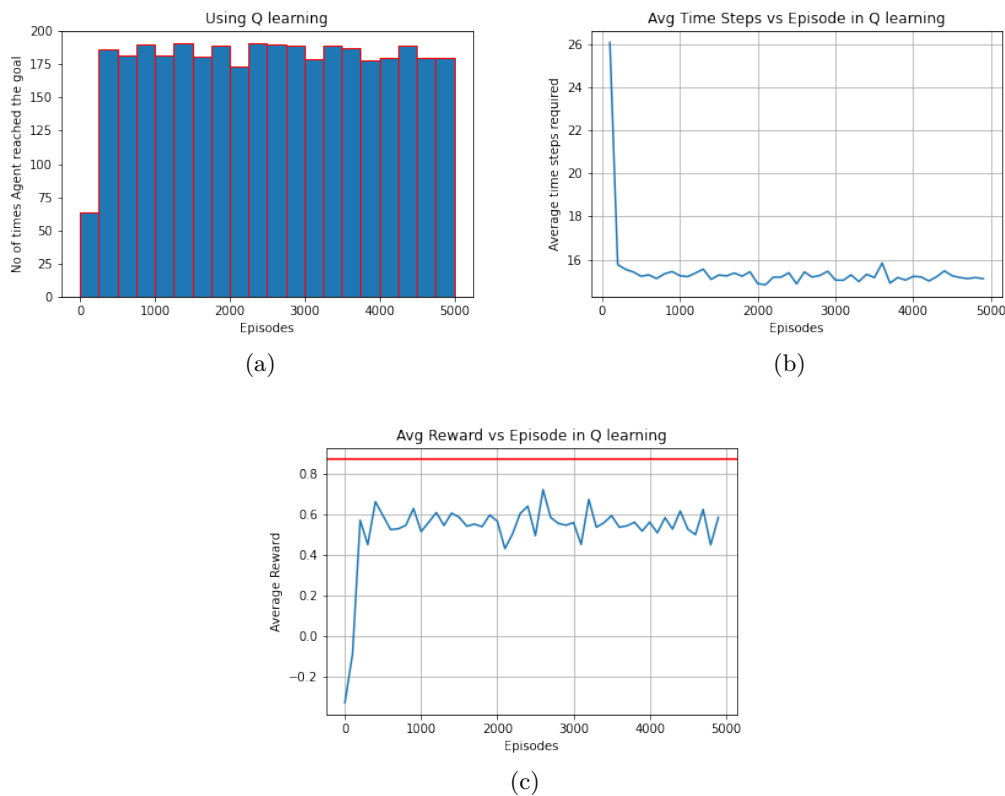 Using Q learning
No of times Agent reached the goal
200
175
150
125
100
75
50
25
0
0 1000 2000 3000 4000 5000
Episodes
(a)
Avg Time Steps vs Episode in Q learning
Average time steps required
26
24
22
20
18
16
0 1000 2000 3000 4000 5000
Episodes
(b)
Avg Reward vs Episode in Q learning
Average Reward
0.8
0.6
0.4
0.2
0.0
−0.2
0 1000 2000 3000 4000 5000
Episodes
(c)